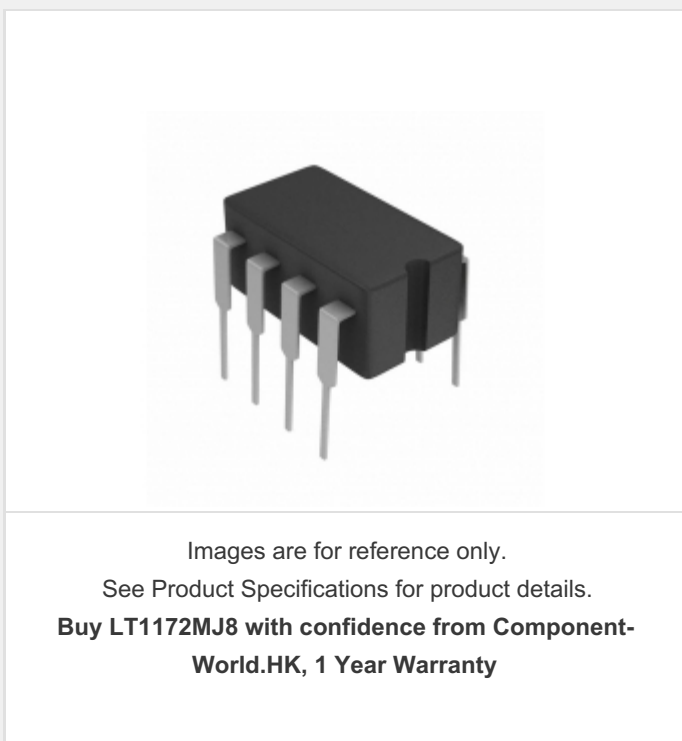 Images are for reference only.
See Product Specifications for product details.
Buy LT1172MJ8 with confidence from Component-
World.HK, 1 Year Warranty